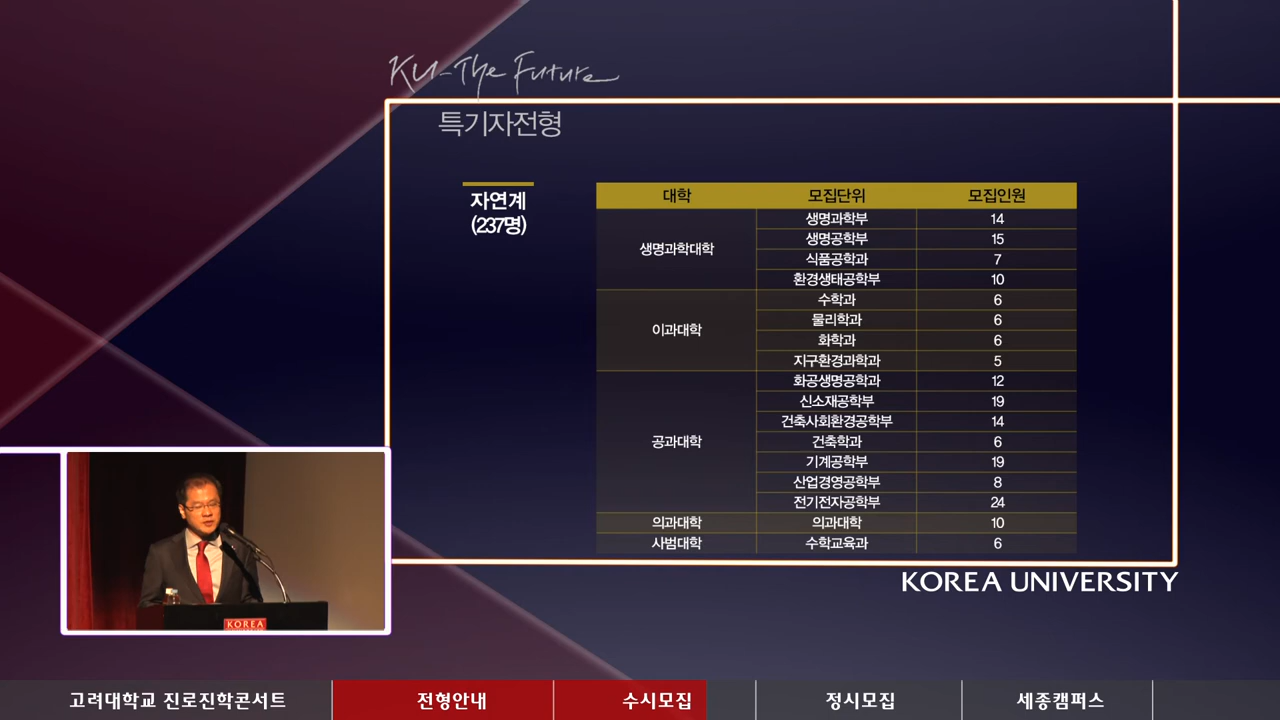 KU-The Future
특기자전형
자연계
(237명)
대학 모집단위 모집인원
생명과학대학
생명과학부 14
생명공학부 15
식품공학과 7
환경생태공학부 10
이과대학
수학과 6
물리학과 6
화학과 6
지구환경과학과 5
공과대학
화공생명공학과 12
신소재공학부 19
건축사회환경공학부 14
건축학과 6
기계공학부 19
산업경영공학부 8
전기전자공학부 24
의과대학 의과대학 10
사범대학 수학교육과 6
KOREA UNIVERSITY
KOREA
고려대학교 진로진학콘서트 전형안내 수시모집 정시모집 세종캠퍼스